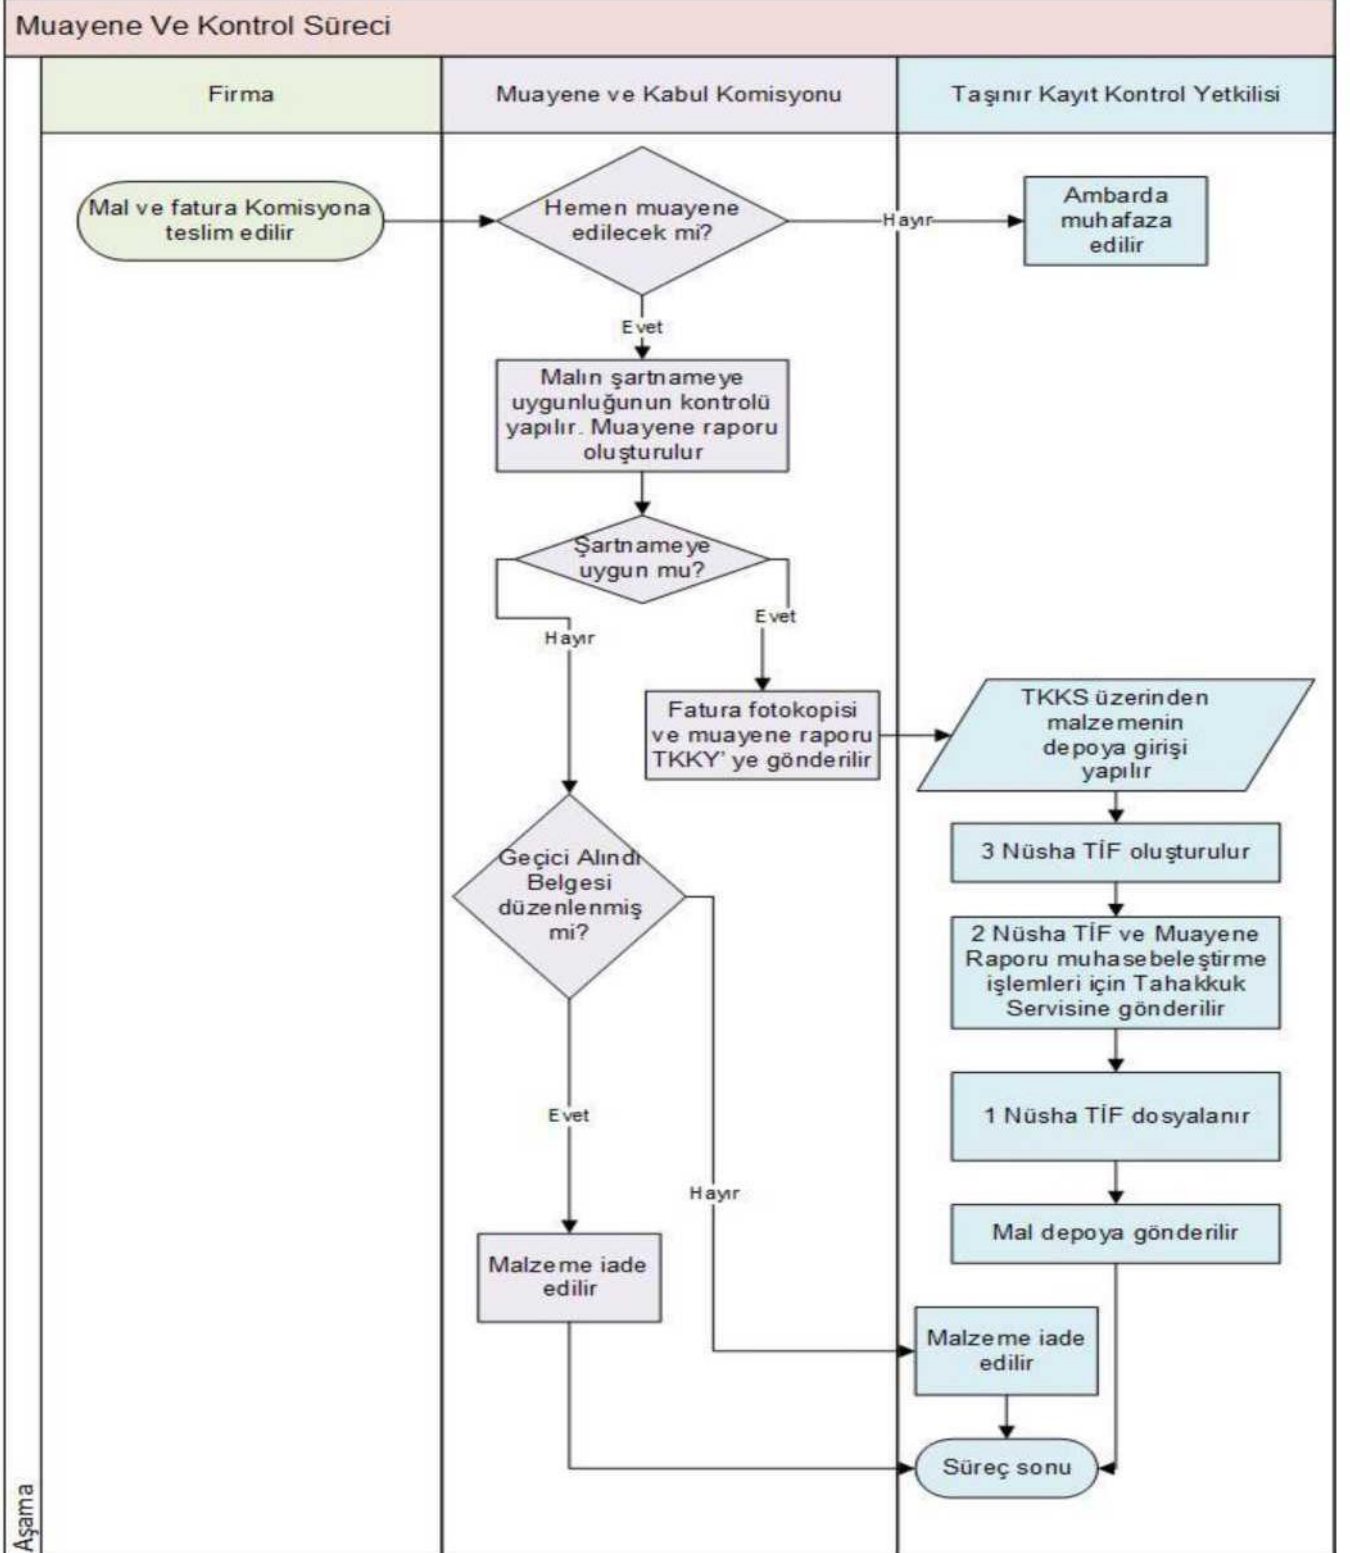 Muayene Ve Kontrol Süreci
Firma
Muayene ve Kabul Komisyonu
Taşınır Kayıt Kontrol Yetkilisi
Mal ve fatura Komisyona
teslim edilir
Hemen muayene
edilecek mi?
Hayır
Ambarda
muhafaza
edilir
Evet
Malın şartnameye
uygunluğunun kontrolü
yapılır. Muayene raporu
oluşturulur
Şartnameye
uygun mu?
Evet
Hayır
Fatura fotokopisi
ve muayene raporu
TKKY' ye gönderilir
TKKS üzerinden
malzemenin
depoya girişi
yapılır
3 Nüsha TİF oluşturulur
Geçici Alındı
Belgesi
düzenlenmiş
mi?
2 Nüsha TİF ve Muayene
Raporu muhasebeleştirme
işlemleri için Tahakkuk
Servisine gönderilir
Evet
1 Nüsha TİF dosyalanır
Hayır
Mal depoya gönderilir
Malzeme iade
edilir
Malzeme iade
edilir
Süreç sonu
Aşama